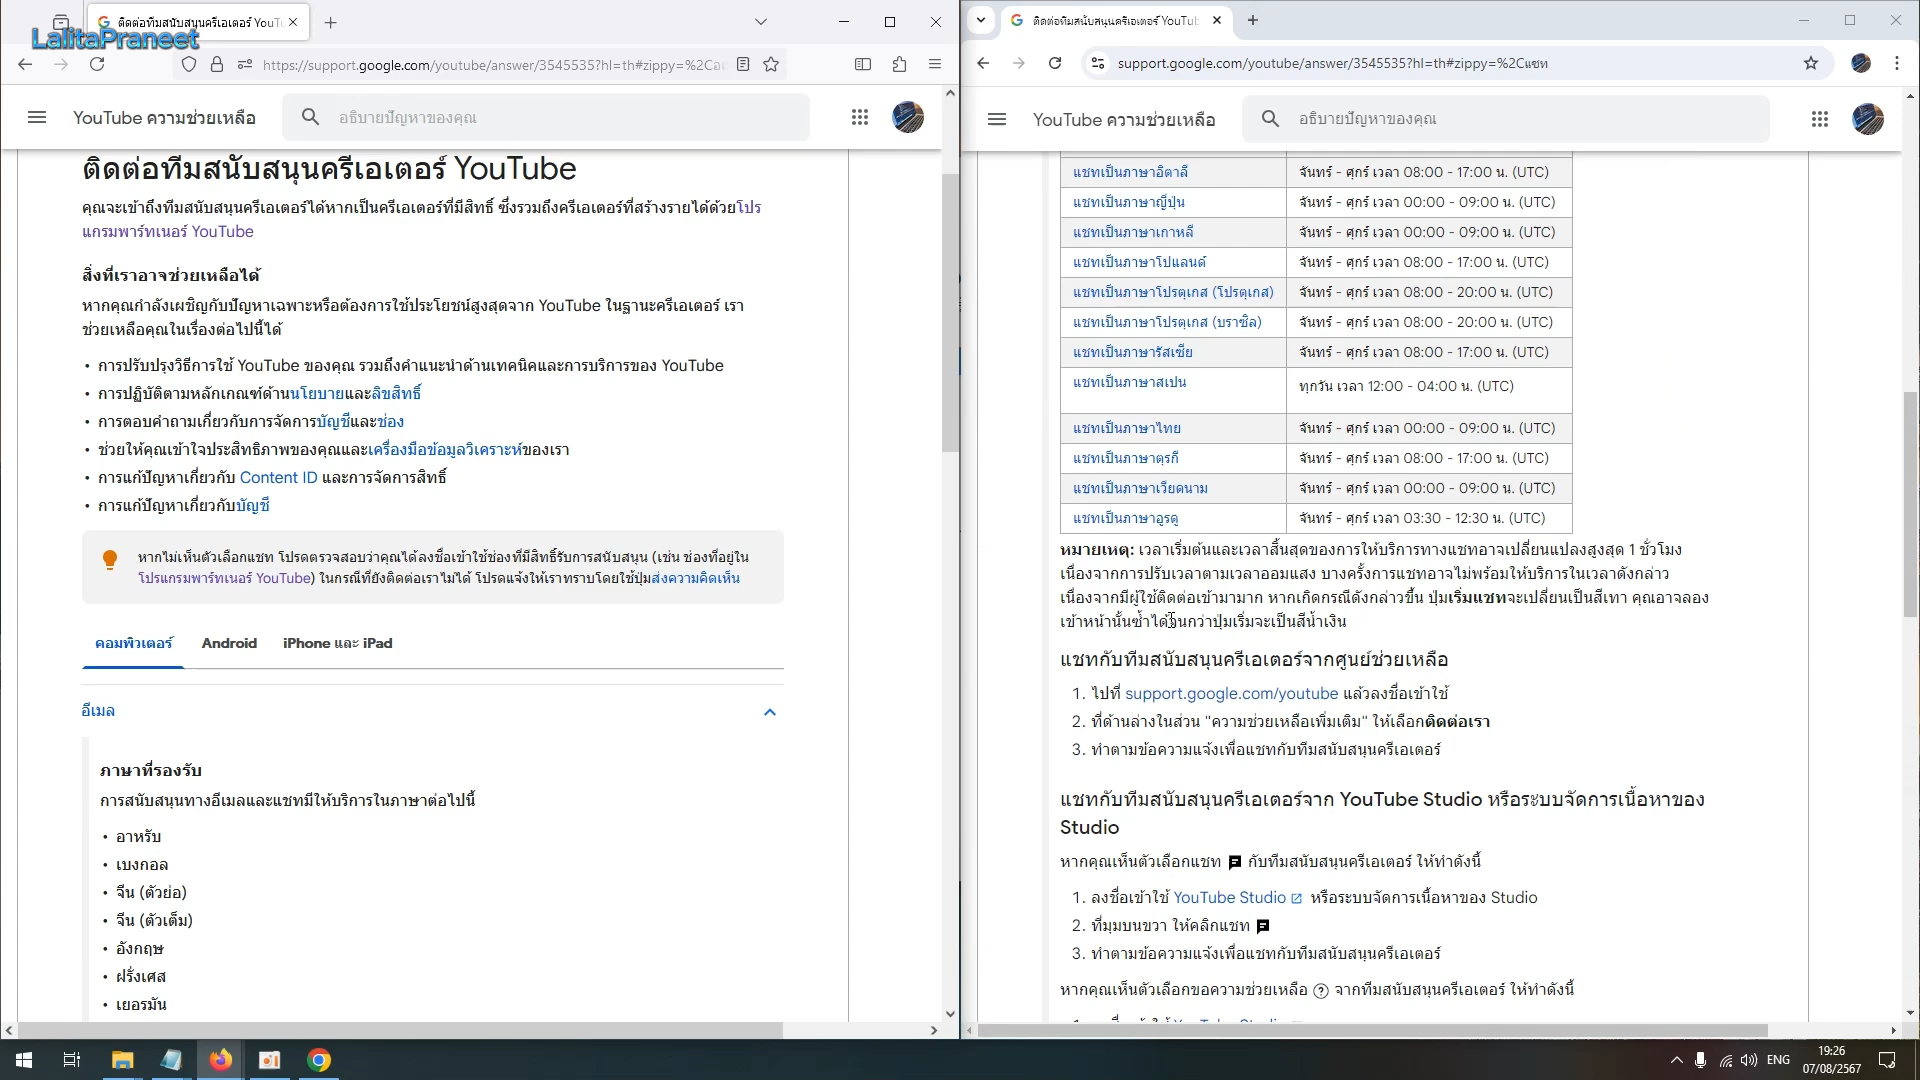 ติดต่อทีมสนับสนุนครีเอเตอร์ YouTu
LalitaPraneet
https://support.google.com/youtube/answer/3545535?hl=th#zippy=%2Cอ
YouTube ความช่วยเหลือ
อธิบายปัญหาของคุณ
ติดต่อทีมสนับสนุนครีเอเตอร์ YouTube
คุณจะเข้าถึงทีมสนับสนุนครีเอเตอร์ได้หากเป็นครีเอเตอร์ที่มีสิทธิ์ ซึ่งรวมถึงครีเอเตอร์ที่สร้างรายได้ด้วยโปร
แกรมพาร์ทเนอร์ YouTube
สิ่งที่เราอาจช่วยเหลือได้
หากคุณกำลังเผชิญกับปัญหาเฉพาะหรือต้องการใช้ประโยชน์สูงสุดจาก YouTube ในฐานะครีเอเตอร์ เรา
ช่วยเหลือคุณในเรื่องต่อไปนี้ได้
• การปรับปรุงวิธีการใช้ YouTube ของคุณ รวมถึงคำแนะนำด้านเทคนิคและการบริการของ YouTube
• การปฏิบัติตามหลักเกณฑ์ด้านนโยบายและลิขสิทธิ์
• การตอบคำถามเกี่ยวกับการจัดการบัญชีและช่อง
• ช่วยให้คุณเข้าใจประสิทธิภาพของคุณและเครื่องมือข้อมูลวิเคราะห์ของเรา
• การแก้ปัญหาเกี่ยวกับ Content ID และการจัดการสิทธิ์
• การแก้ปัญหาเกี่ยวกับบัญชี
หากไม่เห็นตัวเลือกแชท โปรดตรวจสอบว่าคุณได้ลงชื่อเข้าใช้ช่องที่มีสิทธิ์รับการสนับสนุน (เช่น ช่องที่อยู่ใน
โปรแกรมพาร์ทเนอร์ YouTube) ในกรณีที่ยังติดต่อเราไม่ได้ โปรดแจ้งให้เราทราบโดยใช้ปุ่มส่งความคิดเห็น
คอมพิวเตอร์ Android iPhone และ iPad
อีเมล
ภาษาที่รองรับ
การสนับสนุนทางอีเมลและแชทมีให้บริการในภาษาต่อไปนี้
• อาหรับ
• เบงกอล
• จีน (ตัวย่อ)
• จีน (ตัวเต็ม)
• อังกฤษ
• ฝรั่งเศส
• เยอรมัน
ติดต่อทีมสนับสนุนครีเอเตอร์ YouTub
support.google.com/youtube/answer/3545535?hl=th#zippy=%2Cแชท
YouTube ความช่วยเหลือ
อธิบายปัญหาของคุณ
แชทเป็นภาษาอิตาลี จันทร์ - ศุกร์ เวลา 08:00 - 17:00 น. (UTC)
แชทเป็นภาษาญี่ปุ่น จันทร์ - ศุกร์ เวลา 00:00 - 09:00 น. (UTC)
แชทเป็นภาษาเกาหลี จันทร์ - ศุกร์ เวลา 00:00 - 09:00 น. (UTC)
แชทเป็นภาษาโปแลนด์ จันทร์ - ศุกร์ เวลา 08:00 - 17:00 น. (UTC)
แชทเป็นภาษาโปรตุเกส (โปรตุเกส) จันทร์ - ศุกร์ เวลา 08:00 - 20:00 น. (UTC)
แชทเป็นภาษาโปรตุเกส (บราซิล) จันทร์ - ศุกร์ เวลา 08:00 - 20:00 น. (UTC)
แชทเป็นภาษารัสเซีย จันทร์ - ศุกร์ เวลา 08:00 - 17:00 น. (UTC)
แชทเป็นภาษาสเปน ทุกวัน เวลา 12:00 - 04:00 น. (UTC)
แชทเป็นภาษาไทย จันทร์ - ศุกร์ เวลา 00:00 - 09:00 น. (UTC)
แชทเป็นภาษาตุรกี จันทร์ - ศุกร์ เวลา 08:00 - 17:00 น. (UTC)
แชทเป็นภาษาเวียดนาม จันทร์ - ศุกร์ เวลา 00:00 - 09:00 น. (UTC)
แชทเป็นภาษาอูรดู จันทร์ - ศุกร์ เวลา 03:30 - 12:30 น. (UTC)
หมายเหตุ: เวลาเริ่มต้นและเวลาสิ้นสุดของการให้บริการทางแชทอาจเปลี่ยนแปลงสูงสุด 1 ชั่วโมง
เนื่องจากการปรับเวลาตามเวลาออมแสง บางครั้งการแชทอาจไม่พร้อมให้บริการในเวลาดังกล่าว
เนื่องจากมีผู้ใช้ติดต่อเข้ามามาก หากเกิดกรณีดังกล่าวขึ้น ปุ่มเริ่มแชทจะเปลี่ยนเป็นสีเทา คุณอาจลอง
เข้าหน้านั้นซ้ำได้จนกว่าปุ่มเริ่มจะเป็นสีน้ำเงิน
แชทกับทีมสนับสนุนครีเอเตอร์จากศูนย์ช่วยเหลือ
1. ไปที่ support.google.com/youtube แล้วลงชื่อเข้าใช้
2. ที่ด้านล่างในส่วน "ความช่วยเหลือเพิ่มเติม" ให้เลือกติดต่อเรา
3. ทำตามข้อความแจ้งเพื่อแชทกับทีมสนับสนุนครีเอเตอร์
แชทกับทีมสนับสนุนครีเอเตอร์จาก YouTube Studio หรือระบบจัดการเนื้อหาของ
Studio
หากคุณเห็นตัวเลือกแชท กับทีมสนับสนุนครีเอเตอร์ ให้ทำดังนี้
1. ลงชื่อเข้าใช้ YouTube Studio หรือระบบจัดการเนื้อหาของ Studio
2. ที่มุมบนขวา ให้คลิกแชท
3. ทำตามข้อความแจ้งเพื่อแชทกับทีมสนับสนุนครีเอเตอร์
หากคุณเห็นตัวเลือกขอความช่วยเหลือ จากทีมสนับสนุนครีเอเตอร์ ให้ทำดังนี้
ENG
19:26
07/08/2567